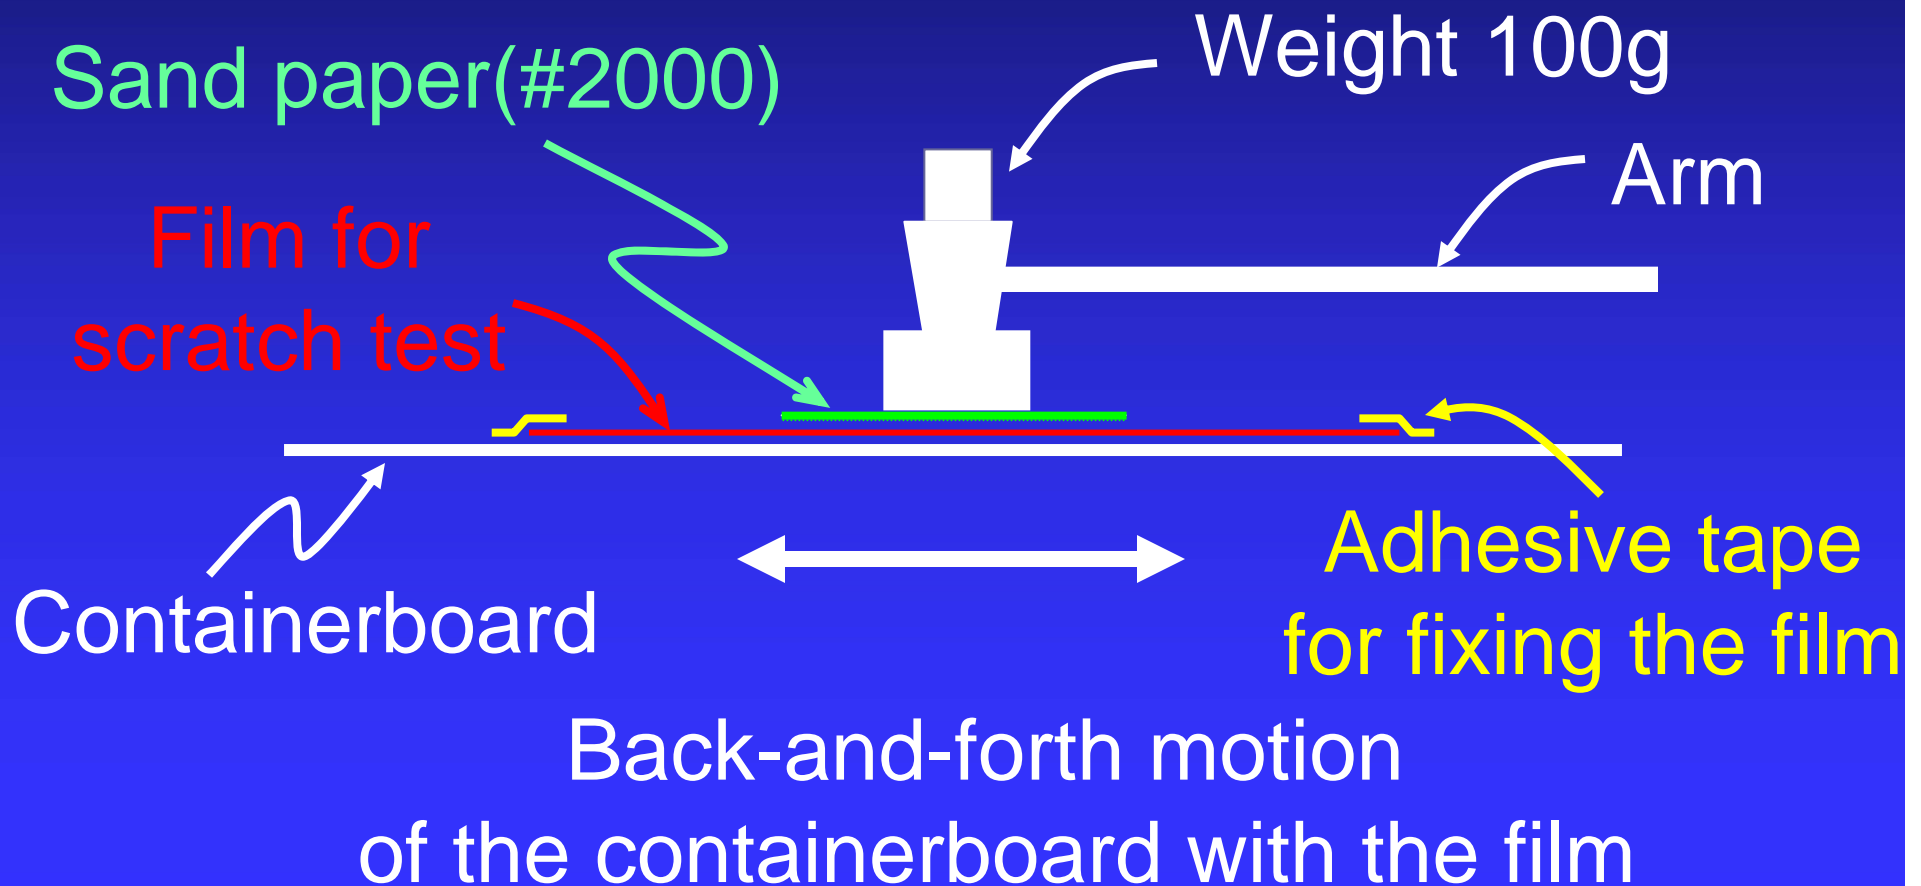 Sand paper(#2000)
Weight 100g
Arm
Film for
scratch test
Containerboard
Adhesive tape
for fixing the film
Back-and-forth motion
of the containerboard with the film